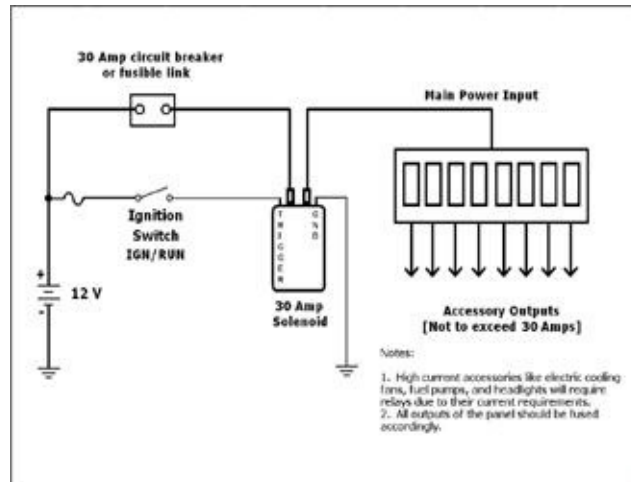 30 Amp circuit breaker
or fusible link
Main Power Input
Ignition
Switch
IGN/RUN
TRIGGER
GND
+
12 V
-
30 Amp
Solenoid
Accessory Outputs
[Not to exceed 30 Amps]
Notes:
1. High current accessories like electric cooling
fans, fuel pumps, and headlights will require
relays due to their current requirements.
2. All outputs of the panel should be fused
accordingly.